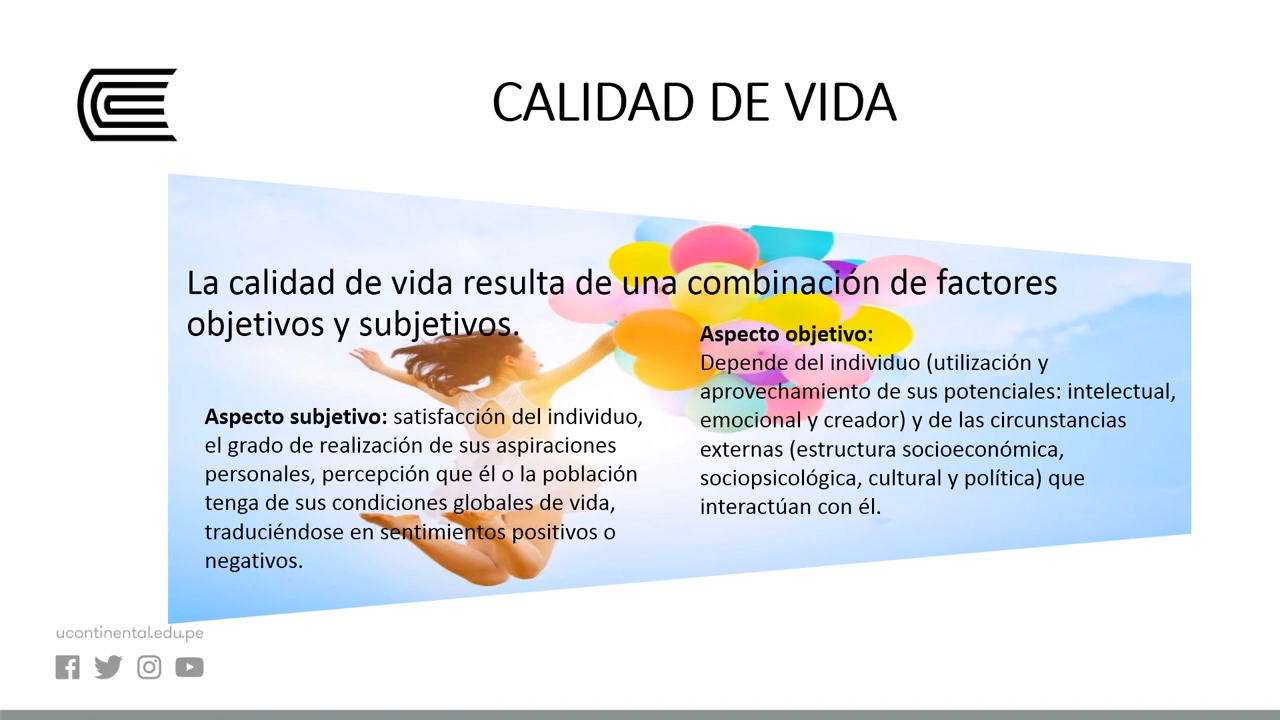 CALIDAD DE VIDA
La calidad de vida resulta de una combinación de factores
objetivos y subjetivos.
Aspecto subjetivo: satisfacción del individuo,
el grado de realización de sus aspiraciones
personales, percepción que él o la población
tenga de sus condiciones globales de vida,
traduciéndose en sentimientos positivos o
negativos.
Aspecto objetivo:
Depende del individuo (utilización y
aprovechamiento de sus potenciales: intelectual,
emocional y creador) y de las circunstancias
externas (estructura socioeconómica,
sociopsicológica, cultural y política) que
interactúan con él.
ucontinental.edu.pe